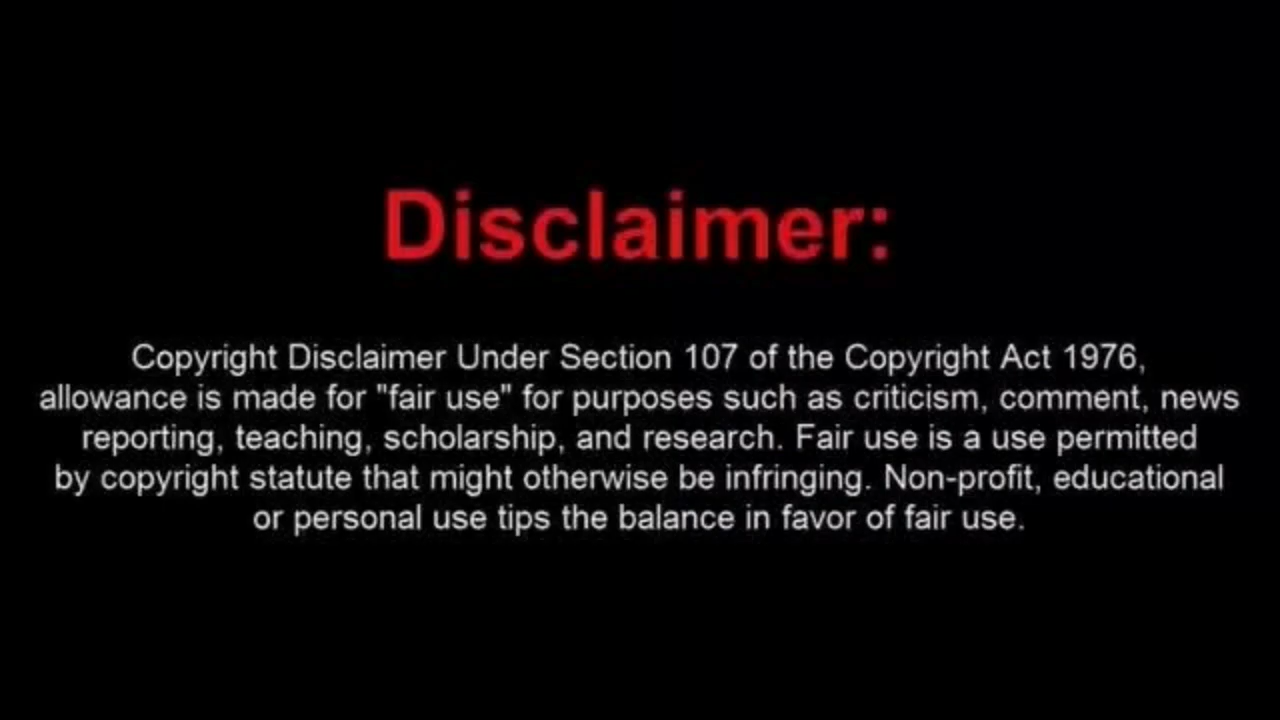 Disclaimer:
Copyright Disclaimer Under Section 107 of the Copyright Act 1976,
allowance is made for "fair use" for purposes such as criticism, comment, news
reporting, teaching, scholarship, and research. Fair use is a use permitted
by copyright statute that might otherwise be infringing. Non-profit, educational
or personal use tips the balance in favor of fair use.